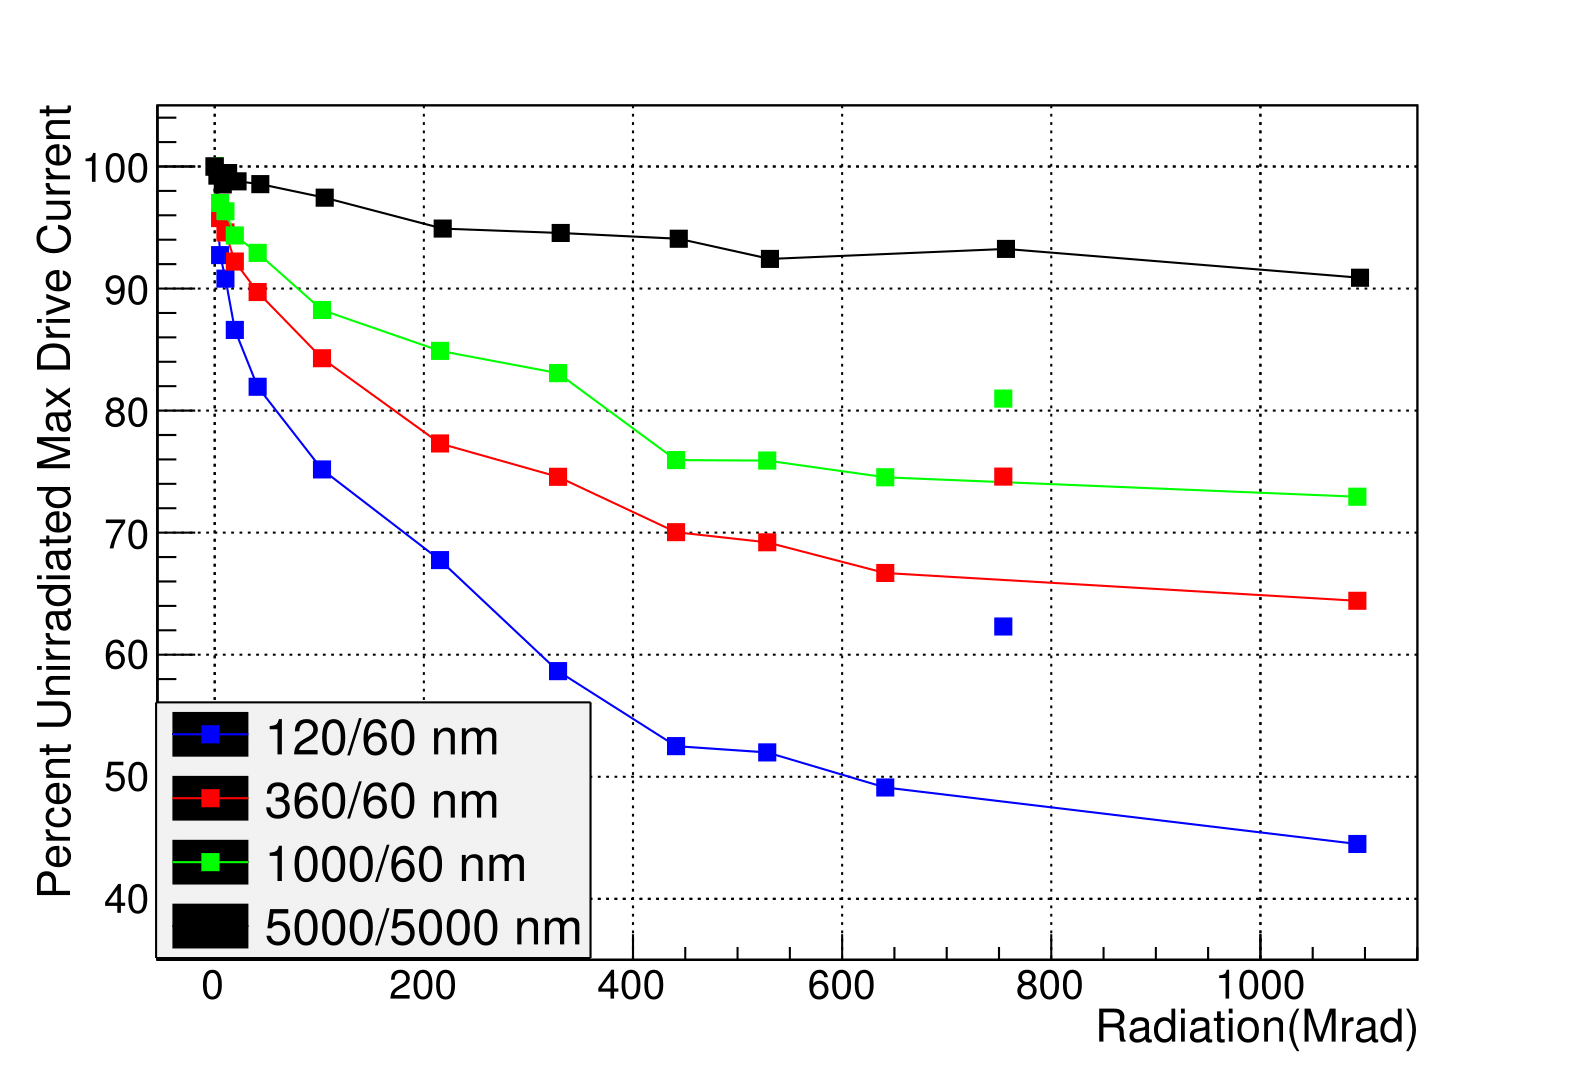 Percent Unirradiated Max Drive Current
100
90
80
70
60
50
40
120/60 nm
360/60 nm
1000/60 nm
5000/5000 nm
0 200 400 600 800 1000
Radiation(Mrad)